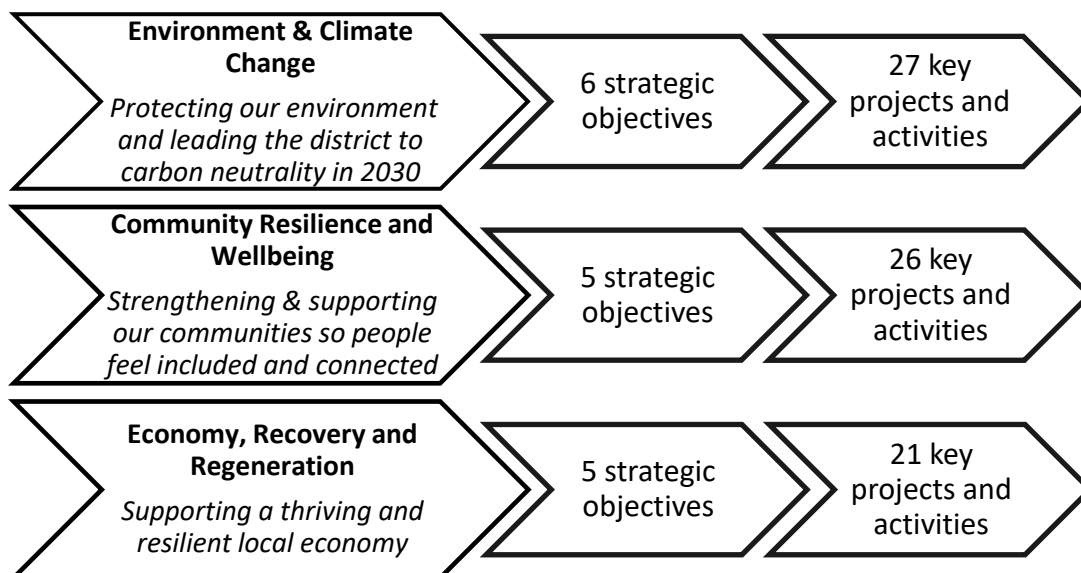 Environment & Climate
Change
Protecting our environment
and leading the district to
carbon neutrality in 2030
6 strategic
objectives
27 key
projects and
activities
Community Resilience and
Wellbeing
Strengthening & supporting
our communities so people
feel included and connected
5 strategic
objectives
26 key
projects and
activities
Economy, Recovery and
Regeneration
Supporting a thriving and
resilient local economy
5 strategic
objectives
21 key
projects and
activities